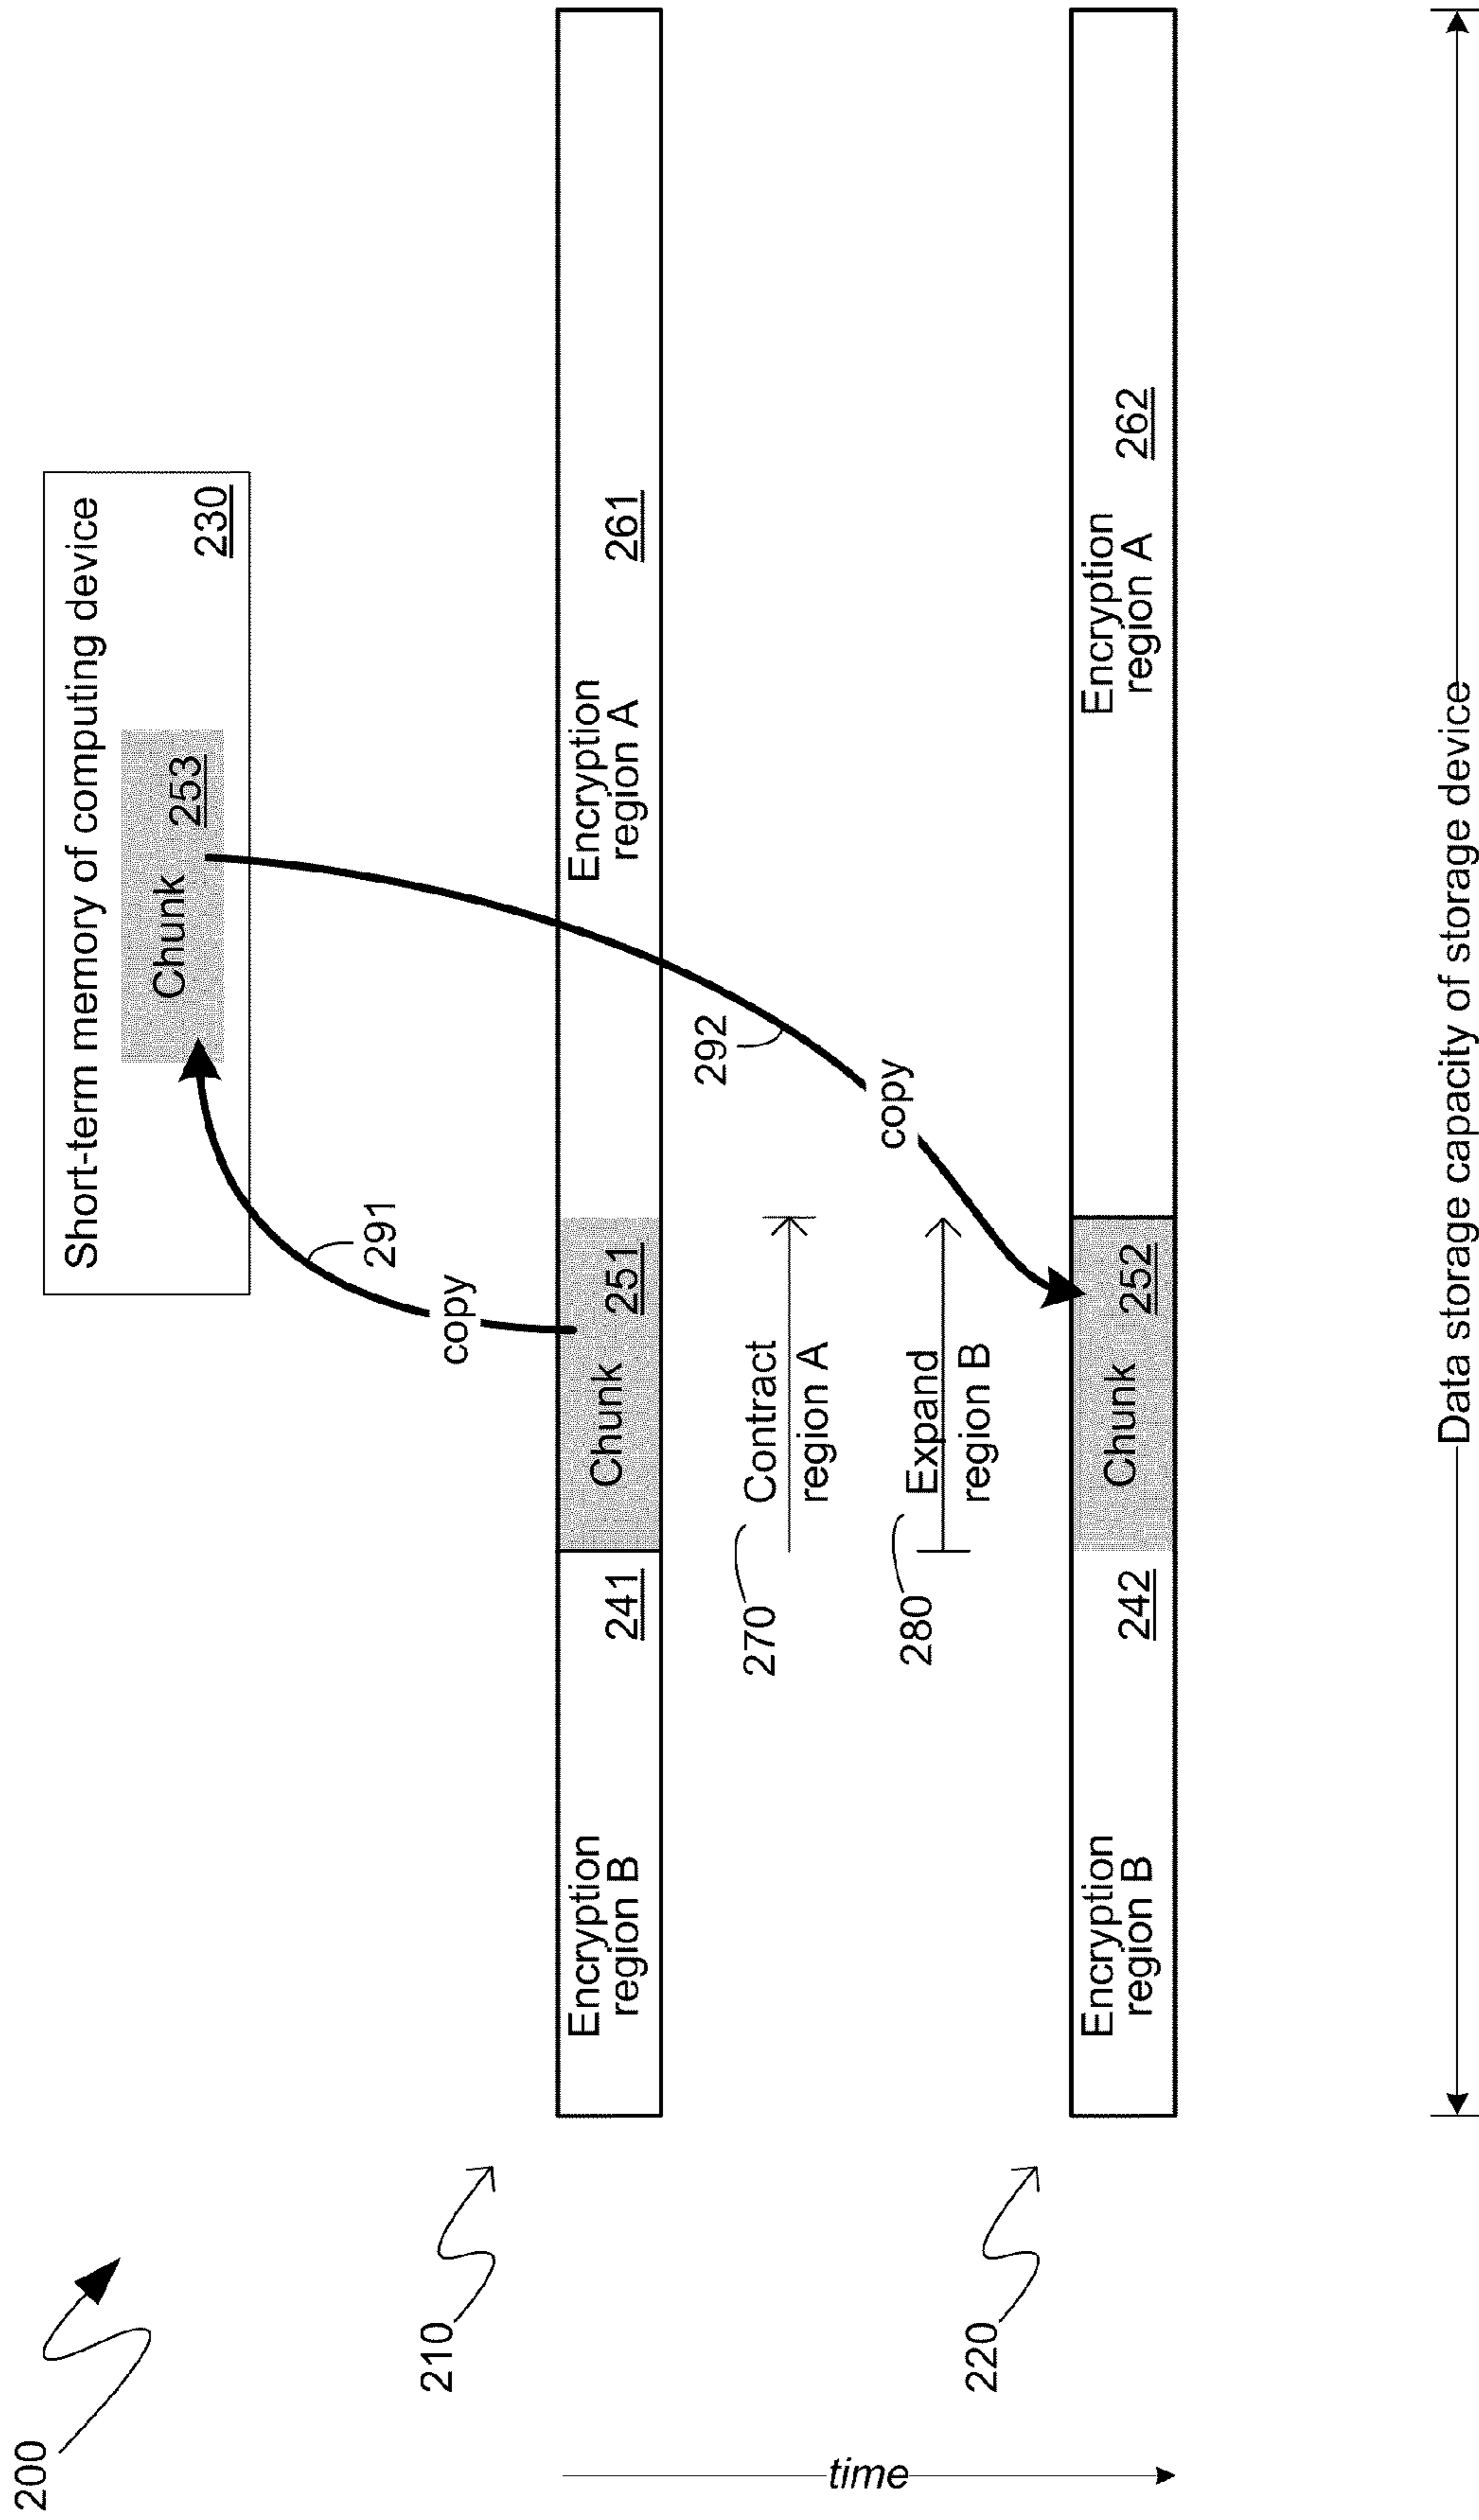 200
Short-term memory of computing device
Chunk
253
230
copy
291
210
Encryption
region B
241
Chunk
251
Encryption
region A
261
292
270
Contract
region A
copy
280
Expand
region B
220
Encryption
region B
242
Chunk
252
Encryption
region A
262
time
Data storage capacity of storage device